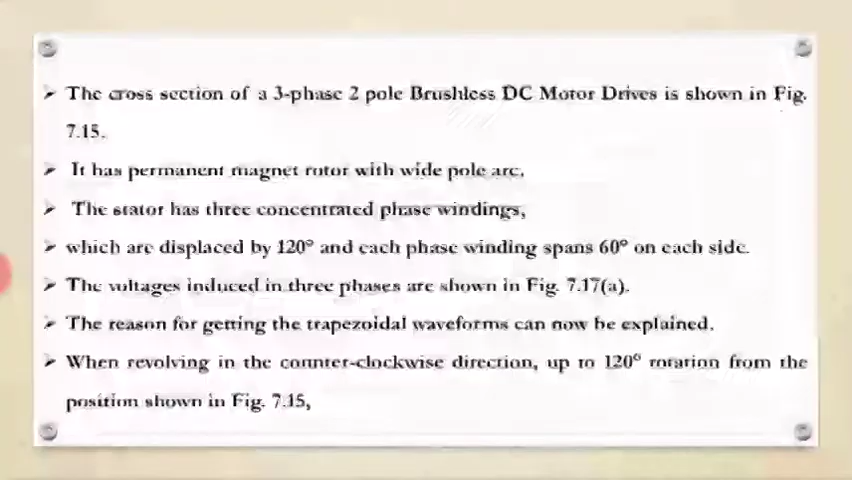 ➢ The cross section of a 3-phase 2 pole Brushless DC Motor Drives is shown in Fig.
7.15.
➢ It has permanent magnet rotor with wide pole arc.
➢ The stator has three concentrated phase windings,
➢ which are displaced by 120° and each phase winding spans 60° on each side.
➢ The voltages induced in three phases are shown in Fig. 7.17(a).
➢ The reason for getting the trapezoidal waveforms can now be explained.
➢ When revolving in the counter-clockwise direction, up to 120° rotation from the
position shown in Fig. 7.15,